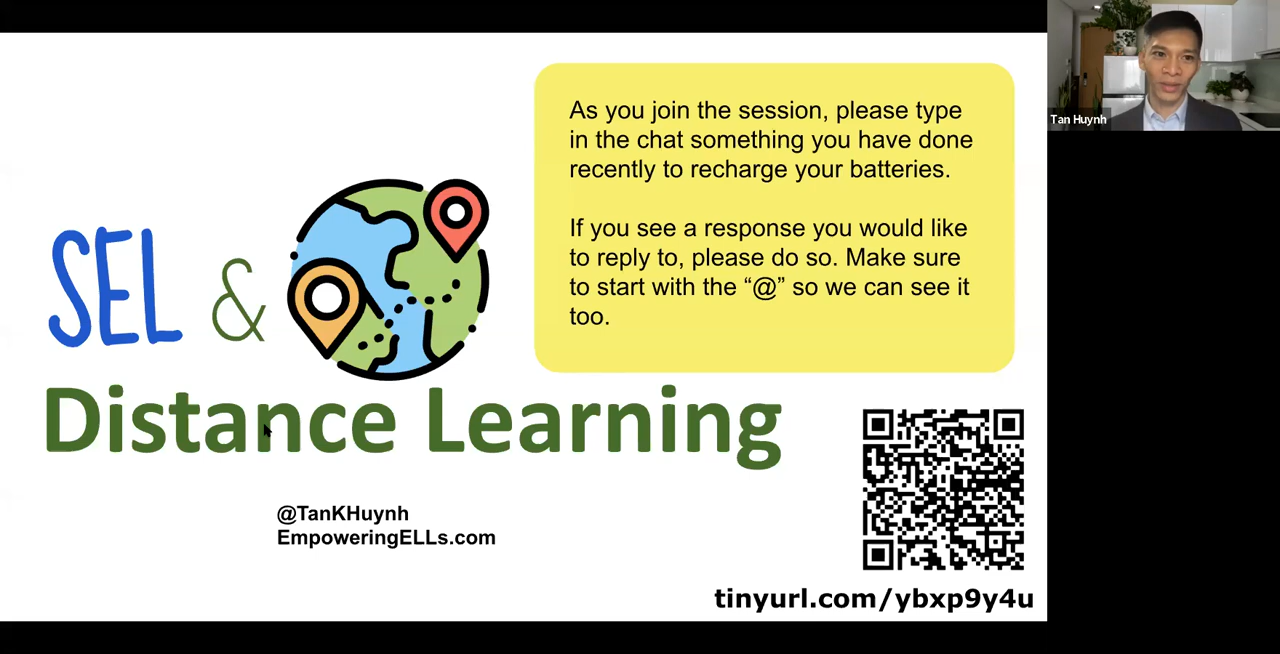 As you join the session, please type
in the chat something you have done
recently to recharge your batteries.
If you see a response you would like
to reply to, please do so. Make sure
to start with the “@” so we can see it
too.
Tan Huynh
SEL &
Distance Learning
@TanKHuynh
EmpoweringELLs.com
tinyurl.com/ybxp9y4u